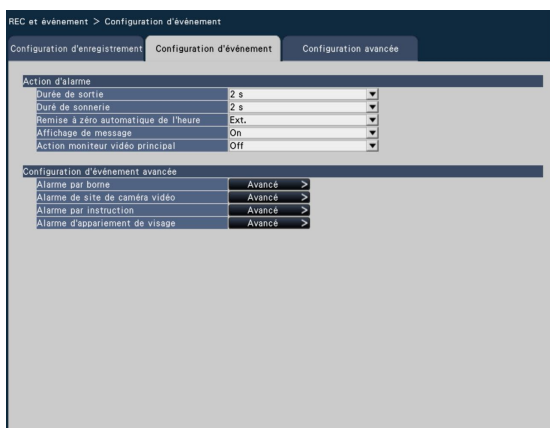 REC et événement > Configuration d'événement
Configuration d'enregistrement Configuration d'événement Configuration avancée
Action d'alarme
Durée de sortie 2 s
Duré de sonnerie 2 s
Remise à zéro automatique de l'heure Ext.
Affichage de message On
Action moniteur vidéo principal Off
Configuration d'événement avancée
Alarme par borne Avancé >
Alarme de site de caméra vidéo Avancé >
Alarme par instruction Avancé >
Alarme d'appariement de visage Avancé >